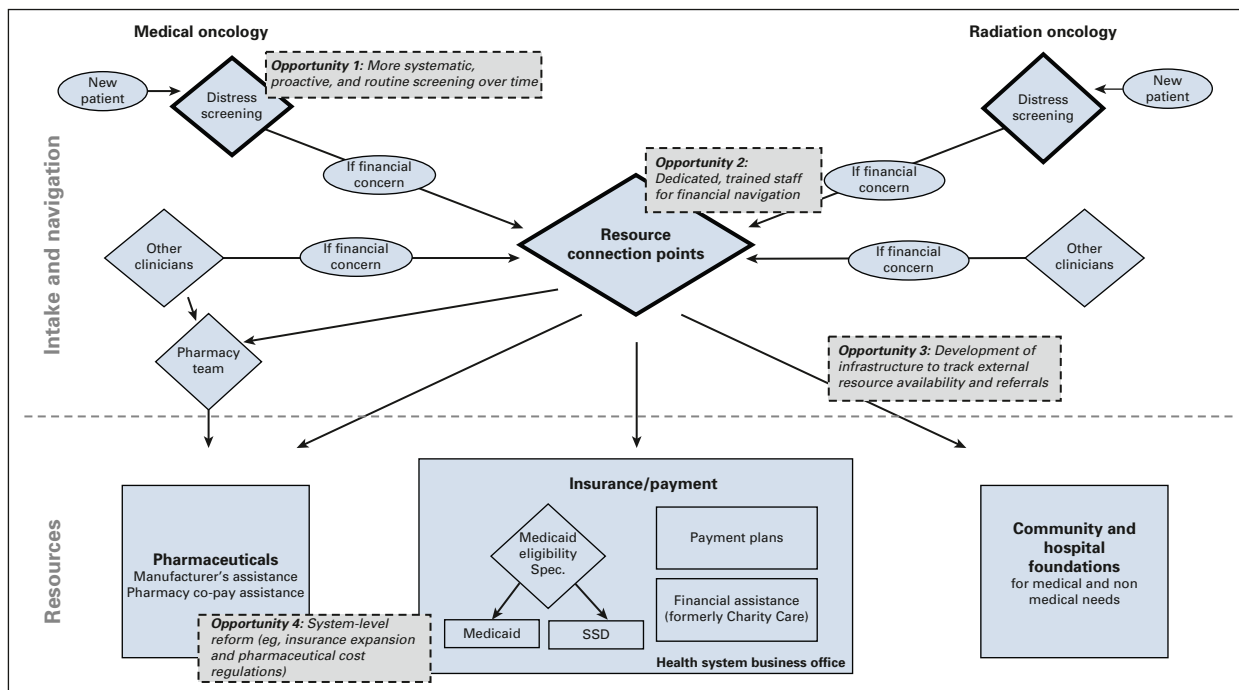 Medical oncology
Radiation oncology
Opportunity 1: More systematic,
proactive, and routine screening over time
New
patient
Distress
screening
Distress
screening
New
patient
If financial
concern
Opportunity 2:
Dedicated, trained staff
for financial navigation
If financial
concern
Intake and navigation
Other
clinicians
If financial
concern
Resource
connection points
If financial
concern
Other
clinicians
Pharmacy
team
Opportunity 3: Development of
infrastructure to track external
resource availability and referrals
Resources
Pharmaceuticals
Manufacturer's assistance
Pharmacy co-pay assistance
Opportunity 4: System-level
reform (eg, insurance expansion
and pharmaceutical cost
regulations)
Insurance/payment
Medicaid
eligibility
Spec.
Medicaid
SSD
Payment plans
Financial assistance
(formerly Charity Care)
Health system business office
Community and
hospital
foundations
for medical and non
medical needs